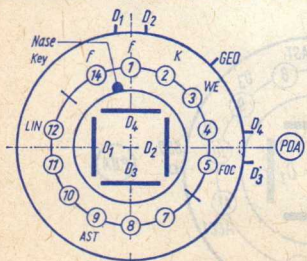 D₁ D₂
Nase
Key
f f K GEO
14 1 2 3 WE
LIN 12 D₄ 4 D₄
D₁ D₂ PDA
11 D₃ 5 FOC D₃'
10 9 8 7
AST